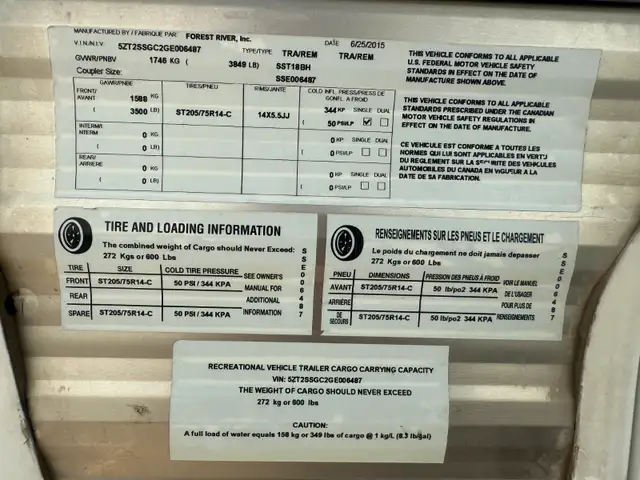 MANUFACTURED BY / FABRIQUE PAR: FOREST RIVER, Inc.
V.I.N./N.I.V. 5ZT2SSGC2GE006487 DATE 6/25/2015
GVWR/PNBV 1746 KG ( 3849 LB) TYPE/TYPE TRA/REM TRA/REM
Coupler Size: SST18BH
SSE006487
GAWR/PNBE TIRES/PNEU RIMS/JANTE COLD INFL. PRESS/PRESS DE GONFL. A FROID
FRONT/AVANT 1588 KG ST205/75R14-C 14X5.5JJ 344 KP SINGLE DUAL
( 3500 LB) ( 50 PSI/LP
INTERM/INTERM 0 KG 0 KP SINGLE DUAL
( 0 LB) ( 0 PSI/LP
REAR/ARRIERE 0 KG 0 KP SINGLE DUAL
( 0 LB) ( 0 PSI/LP
THIS VEHICLE CONFORMS TO ALL APPLICABLE
U.S. FEDERAL MOTOR VEHICLE SAFETY
STANDARDS IN EFFECT ON THE DATE OF
MANUFACTURE.
THIS VEHICLE CONFORMS TO ALL APPLICABLE
STANDARDS PRESCRIBED UNDER THE CANADIAN
MOTOR VEHICLE SAFETY REGULATIONS IN
EFFECT ON THE DATE OF MANUFACTURE.
CE VEHICULE EST CONFORME A TOUTES LES
NORMES QUI LUI SONT APPLICABLES EN VERTU
DU REGLEMENT SUR LA SECURITE DES VEHICULES
AUTOMOBILES DU CANADA EN VIGUEUR A LA
DATE DE SA FABRICATION.
TIRE AND LOADING INFORMATION
The combined weight of Cargo should Never Exceed:
272 Kgs or 600 Lbs
TIRE SIZE COLD TIRE PRESSURE SEE OWNER'S
FRONT ST205/75R14-C 50 PSI / 344 KPA MANUAL FOR
REAR ADDITIONAL
SPARE ST205/75R14-C 50 PSI / 344 KPA INFORMATION
SSE006487
RENSEIGNEMENTS SUR LES PNEUS ET LE CHARGEMENT
Le poids du chargement ne doit jamais depasser
272 Kgs or 600 Lbs
PNEU DIMENSIONS PRESSION DES PNEUS À FROID VOIR LE MANUEL
AVANT ST205/75R14-C 50 lb/po2 344 KPA DE L'USAGER
ARRIÈRE POUR PLUS DE
DE SECOURS ST205/75R14-C 50 lb/po2 344 KPA RENSEIGNEMENTS
SSE006487
RECREATIONAL VEHICLE TRAILER CARGO CARRYING CAPACITY
VIN: 5ZT2SSGC2GE006487
THE WEIGHT OF CARGO SHOULD NEVER EXCEED
272 kg or 600 lbs
CAUTION:
A full load of water equals 158 kg or 349 lbs of cargo @ 1 kg/L (8.3 lb/gal)